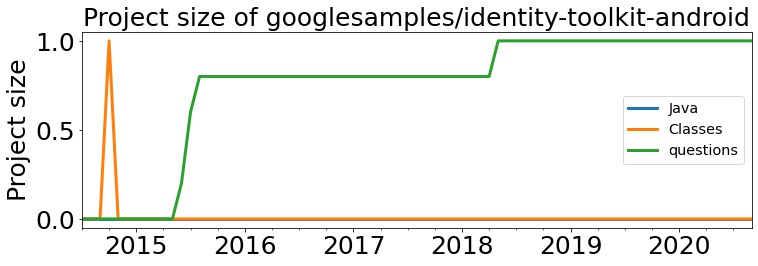 Project size of googlesamples/identity-toolkit-android
Project size
1.0
0.5
0.0
Java
Classes
questions
2015 2016 2017 2018 2019 2020